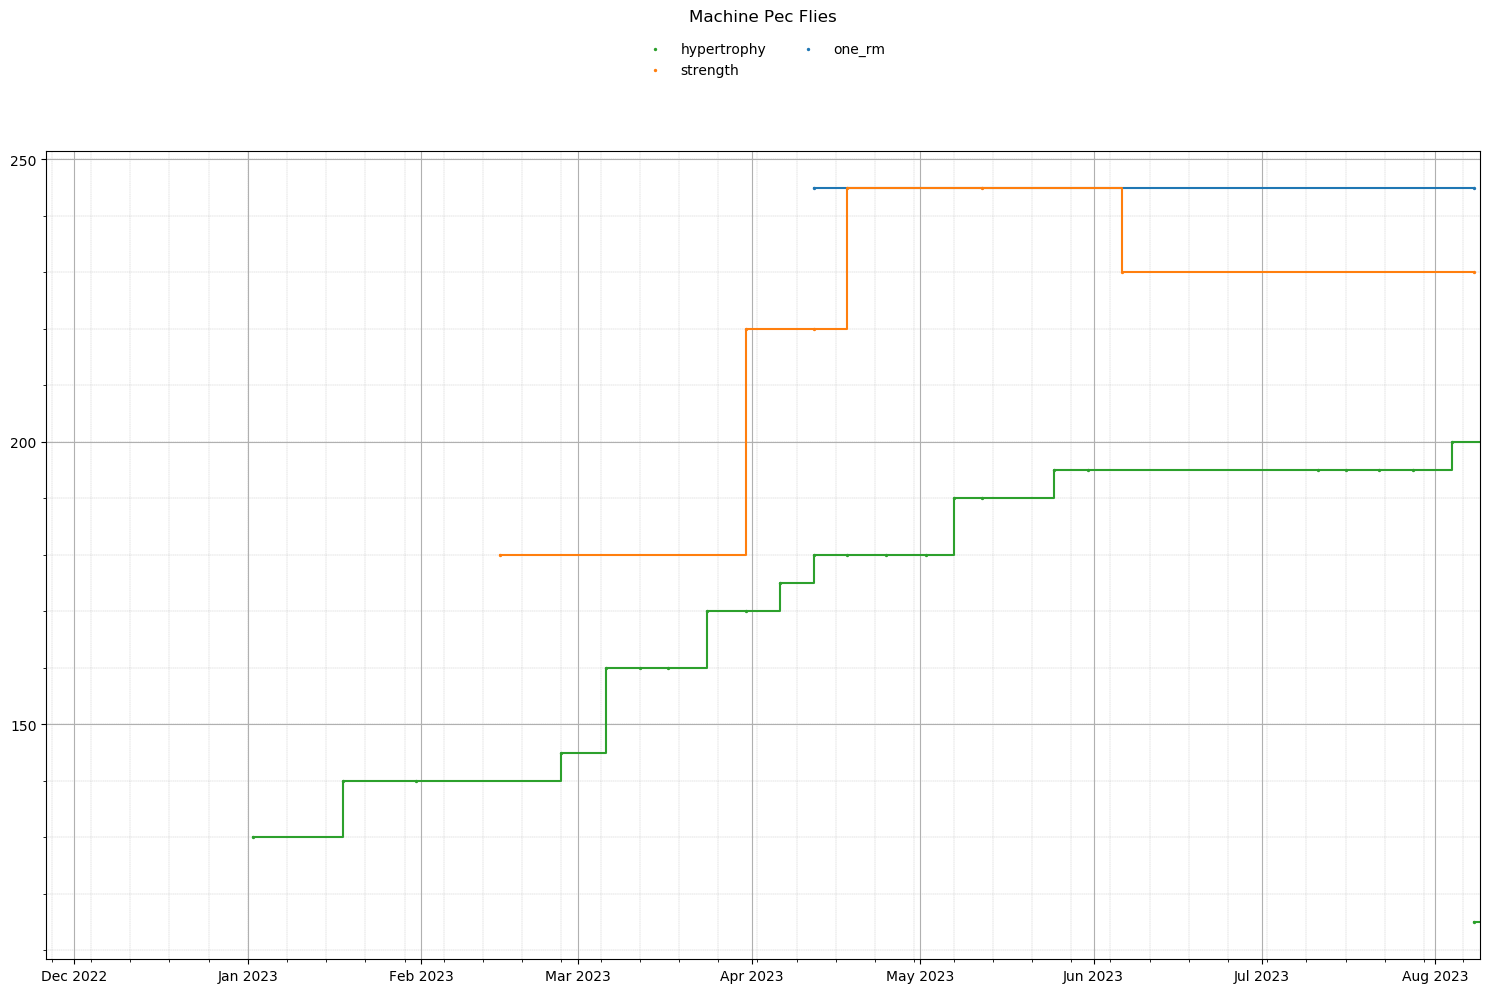 Machine Pec Flies
hypertrophy one_rm
strength
250
200
150
Dec 2022 Jan 2023 Feb 2023 Mar 2023 Apr 2023 May 2023 Jun 2023 Jul 2023 Aug 2023